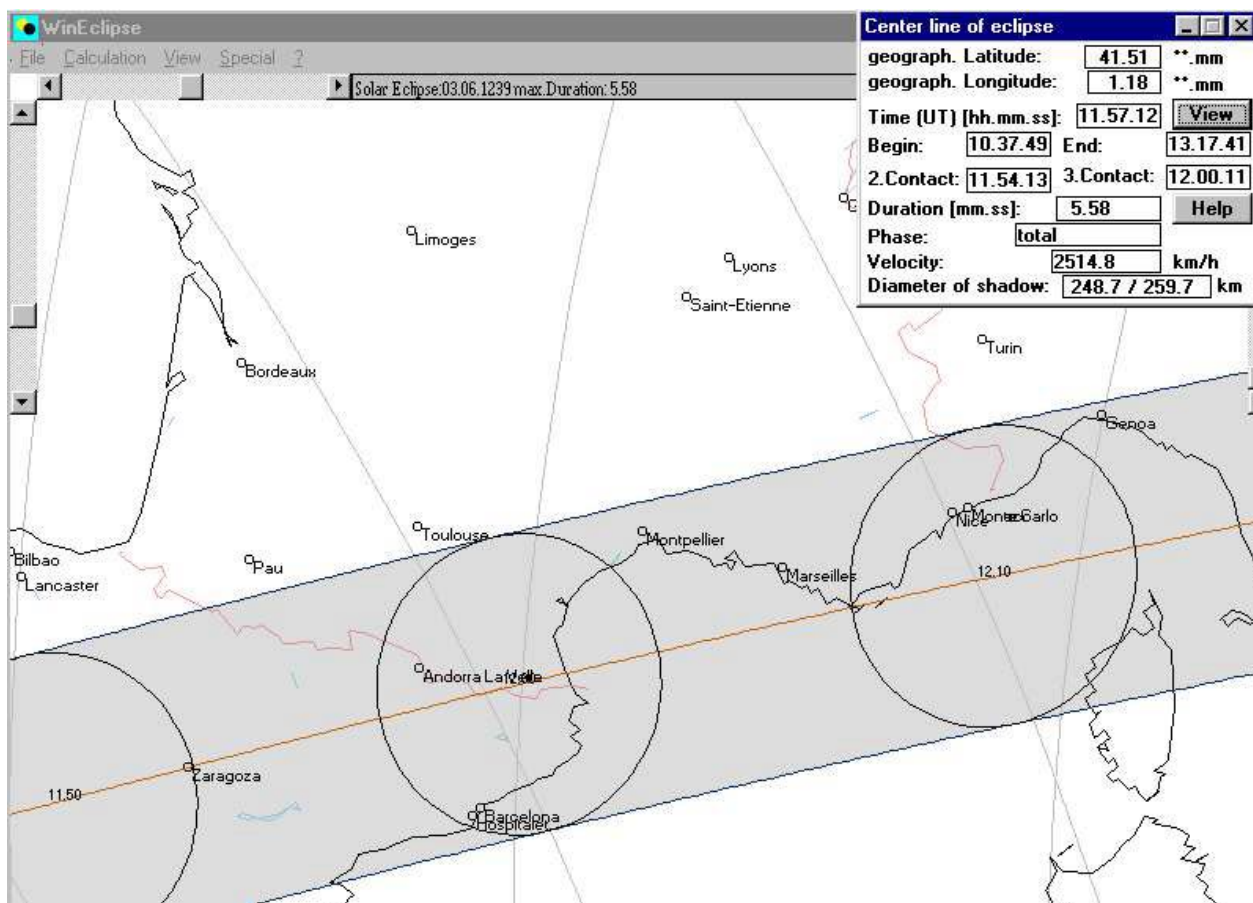 WinEclipse
File Calculation View Special ?
Solar Eclipse:03.06.1239 max.Duration: 5.58
Center line of eclipse
geograph. Latitude: 41.51 **.mm
geograph. Longitude: 1.18 **.mm
Time (UT) [hh.mm.ss]: 11.57.12 View
Begin: 10.37.49 End: 13.17.41
2.Contact: 11.54.13 3.Contact: 12.00.11
Duration [mm.ss]: 5.58 Help
Phase: total
Velocity: 2514.8 km/h
Diameter of shadow: 248.7 / 259.7 km
Limoges
Lyons
Saint-Etienne
Turin
Bordeaux
Genoa
Toulouse
Montpellier
Nice
Bilbao
Pau
Marseilles
Lancaster
12.10
Andorra La
Zaragoza
11.50
Barcelona
Hospitalet